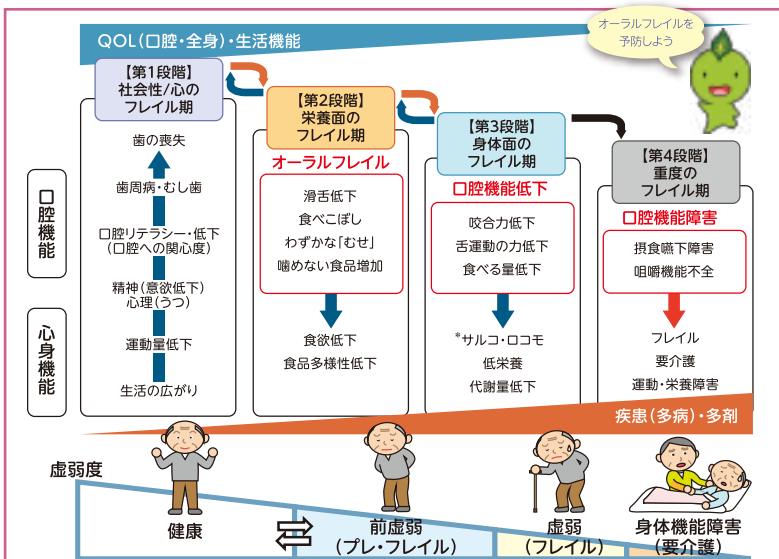 QOL(口腔・全身)・生活機能
オーラルフレイルを
予防しよう
【第1段階】
社会性/心の
フレイル期
歯の喪失
歯周病・むし歯
口腔リテラシー・低下
(口腔への関心度)
精神(意欲低下)
心理(うつ)
運動量低下
生活の広がり
【第2段階】
栄養面の
フレイル期
オーラルフレイル
滑舌低下
食べこぼし
わずかな「むせ」
噛めない食品増加
食欲低下
食品多様性低下
【第3段階】
身体面の
フレイル期
口腔機能低下
咬合力低下
舌運動の力低下
食べる量低下
*サルコ・ロコモ
低栄養
代謝量低下
【第4段階】
重度の
フレイル期
口腔機能障害
摂食嚥下障害
咀嚼機能不全
フレイル
要介護
運動・栄養障害
口腔機能
心身機能
疾患(多病)・多剤
虚弱度
健康
前虚弱
(プレ・フレイル)
虚弱
(フレイル)
身体機能障害
(要介護)